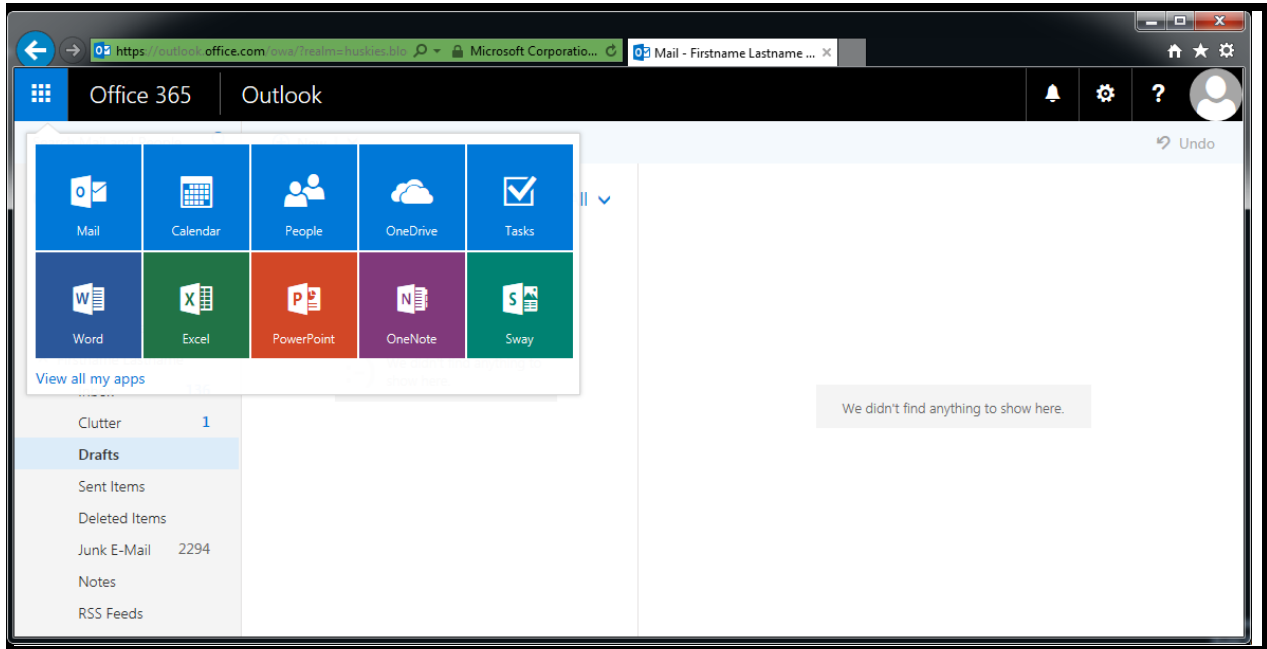 https://outlook.office.com/owa/?realm=huskies.blo Microsoft Corporatio... Mail - Firstname Lastname ...
Office 365 Outlook ?
Undo
ll
Mail Calendar People OneDrive Tasks
Word Excel PowerPoint OneNote Sway
View all my apps
We didn't find anything to show here.
Clutter 1
Drafts
Sent Items
Deleted Items
Junk E-Mail 2294
Notes
RSS Feeds